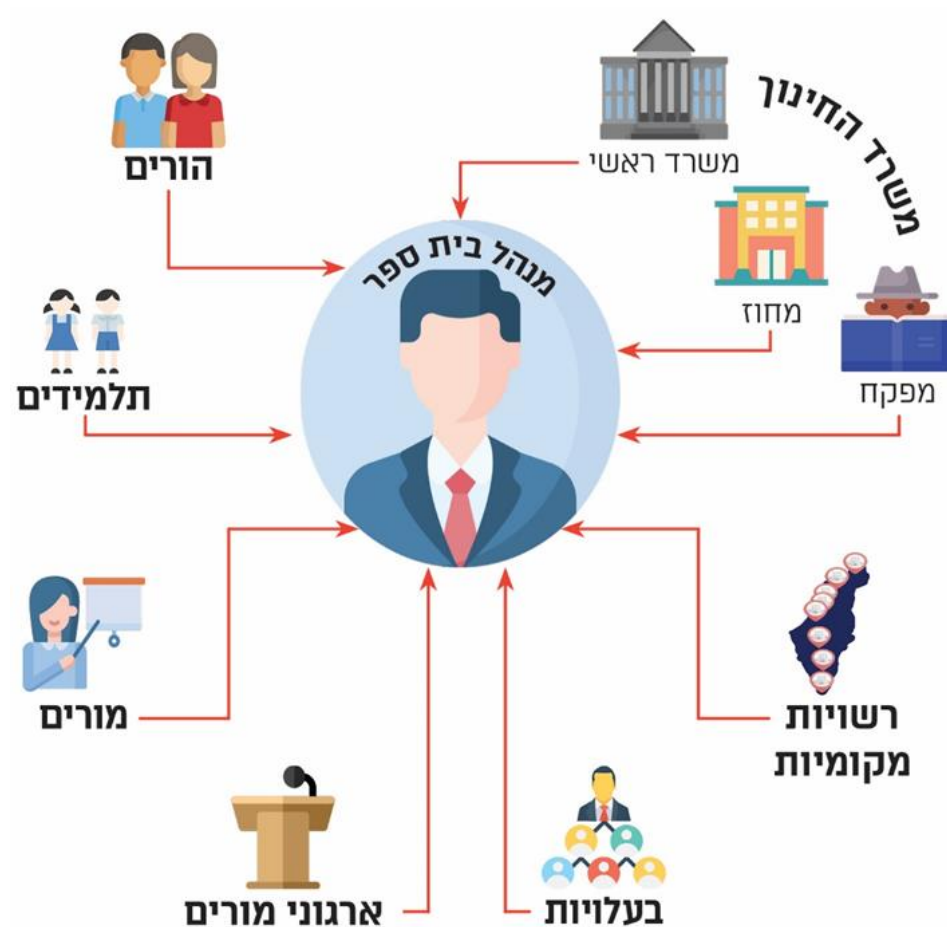 משרד החינוך
משרד ראשי
הורים
מנהל בית ספר
מחוז
מפקח
תלמידים
רשויות
מקומיות
מורים
בעלויות
ארגוני מורים